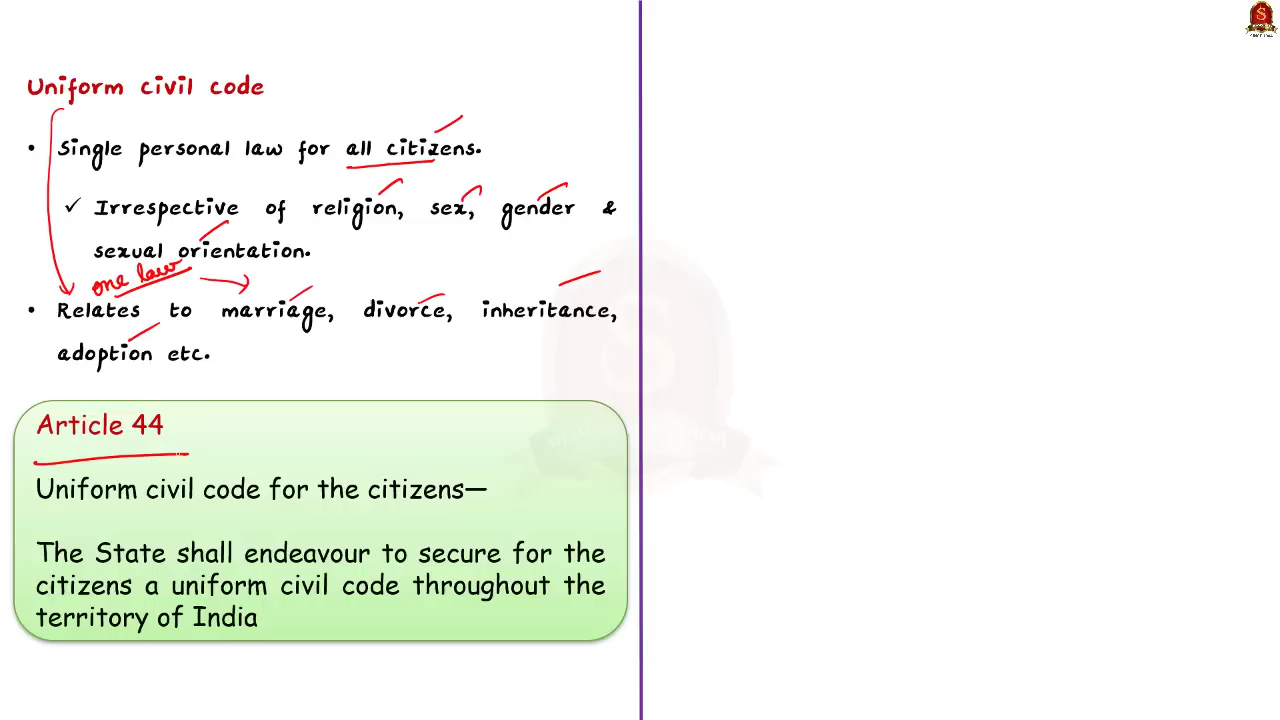 Uniform civil code
• Single personal law for all citizens.
✓ Irrespective of religion, sex, gender &
sexual orientation.
one law
• Relates to marriage, divorce, inheritance,
adoption etc.
Article 44
Uniform civil code for the citizens—
The State shall endeavour to secure for the
citizens a uniform civil code throughout the
territory of India